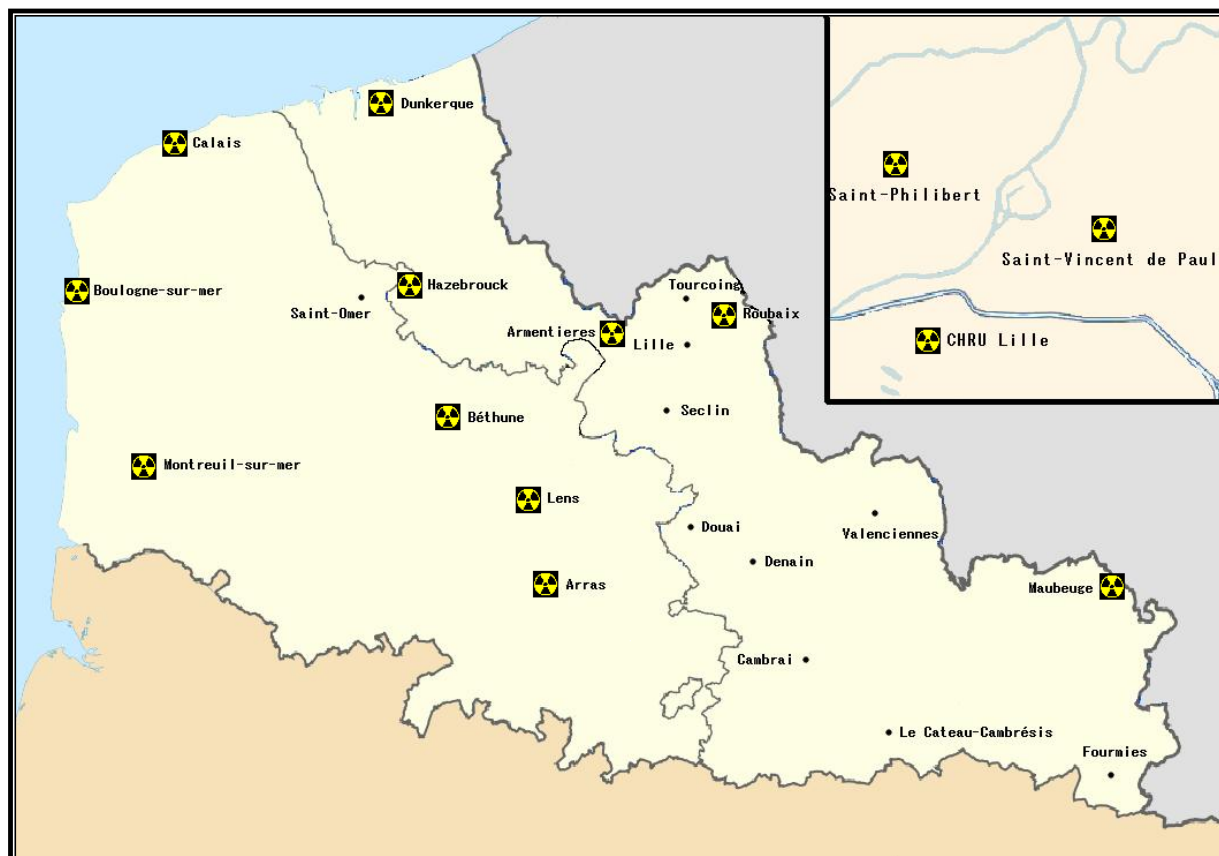 Dunkerque
Calais
Saint-Philibert
Saint-Vincent de Paul
Boulogne-sur-mer
Hazebrouck
Saint-Omer
Tourcoing
Roubaix
Armentieres
Lille
CHRU Lille
Béthune
Seclin
Montreuil-sur-mer
Lens
Douai
Valenciennes
Denain
Arras
Maubeuge
Cambrai
Le Cateau-Cambrésis
Fourmies